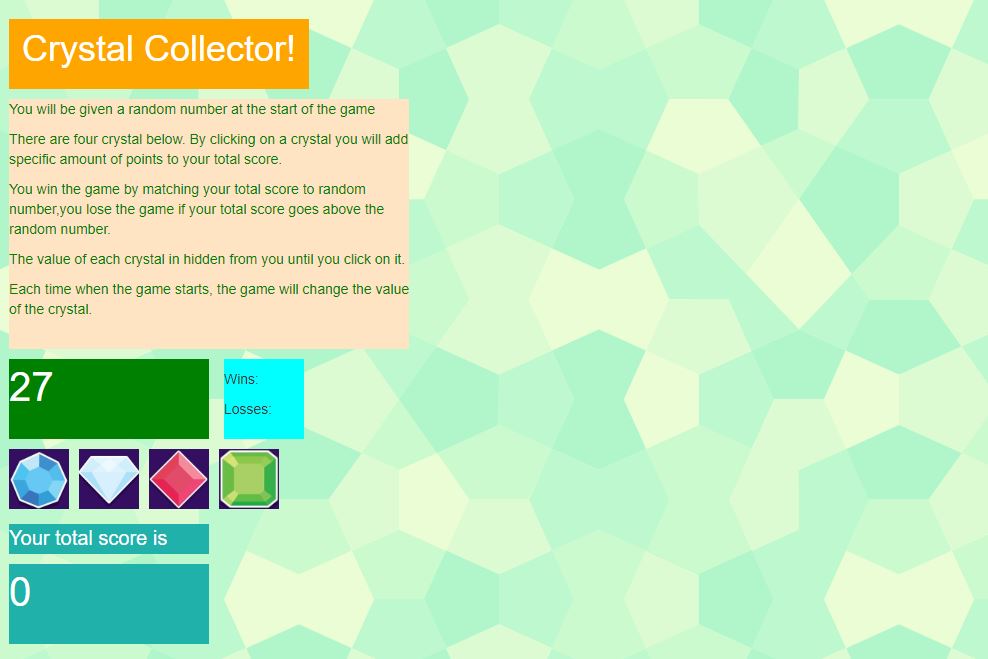 Crystal Collector!
You will be given a random number at the start of the game
There are four crystal below. By clicking on a crystal you will add
specific amount of points to your total score.
You win the game by matching your total score to random
number,you lose the game if your total score goes above the
random number.
The value of each crystal in hidden from you until you click on it.
Each time when the game starts, the game will change the value
of the crystal.
27
Wins:
Losses:
Your total score is
0